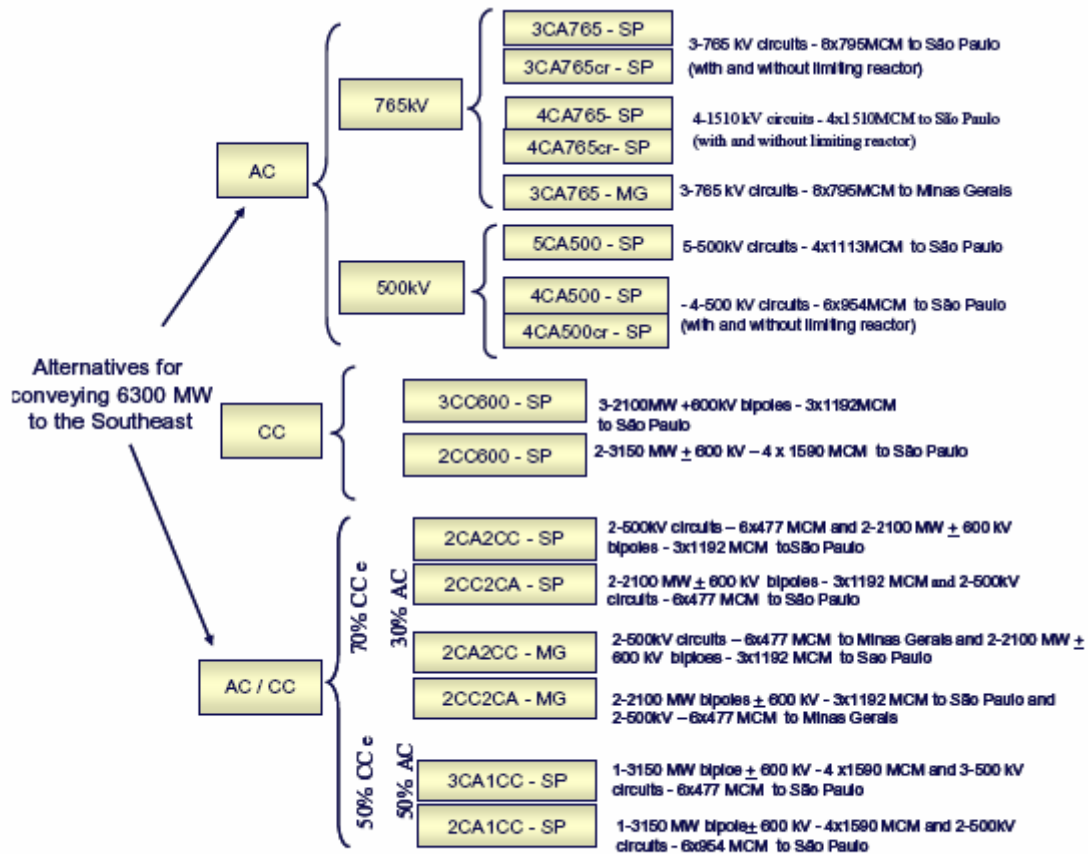 3CA765 - SP
3CA765cr - SP
3-765 kV circuits - 6x795MCM to São Paulo
(with and without limiting reactor)
765kV
4CA765- SP
4CA765cr- SP
4-1510 kV circuits - 4x1510MCM to São Paulo
(with and without limiting reactor)
AC
3CA765 - MG
3-765 kV circuits - 6x795MCM to Minas Gerais
5CA500 - SP
5-500kV circuits - 4x1113MCM to São Paulo
500kV
4CA500 - SP
4CA500cr - SP
- 4-500 kV circuits - 6x954MCM to São Paulo
(with and without limiting reactor)
Alternatives for
conveying 6300 MW
to the Southeast
CC
3CC600 - SP
3-2100MW +600kV bipoles - 3x1192MCM
to São Paulo
2CC600 - SP
2-3150 MW ± 600 kV – 4 x 1590 MCM to São Paulo
AC / CC
70% CC e
30% AC
2CA2CC - SP
2-500kV circuits – 6x477 MCM and 2-2100 MW ± 600 kV
bipoles - 3x1192 MCM toSão Paulo
2CC2CA - SP
2-2100 MW ± 600 kV bipoles - 3x1192 MCM and 2-500kV
circuits - 6x477 MCM to São Paulo
2CA2CC - MG
2-500kV circuits – 6x477 MCM to Minas Gerais and 2-2100 MW ±
600 kV biploes - 3x1192 MCM to Sao Paulo
2CC2CA - MG
2-2100 MW bipoles ± 600 kV - 3x1192 MCM to São Paulo and
2-500kV – 6x477 MCM to Minas Gerais
50% CC e
50% AC
3CA1CC - SP
1-3150 MW biploe ± 600 kV - 4 x1590 MCM and 3-500 kV
circuits - 6x477 MCM to São Paulo
2CA1CC - SP
1-3150 MW bipole± 600 kV - 4x1590 MCM and 2-500kV
circuits - 6x954 MCM to São Paulo